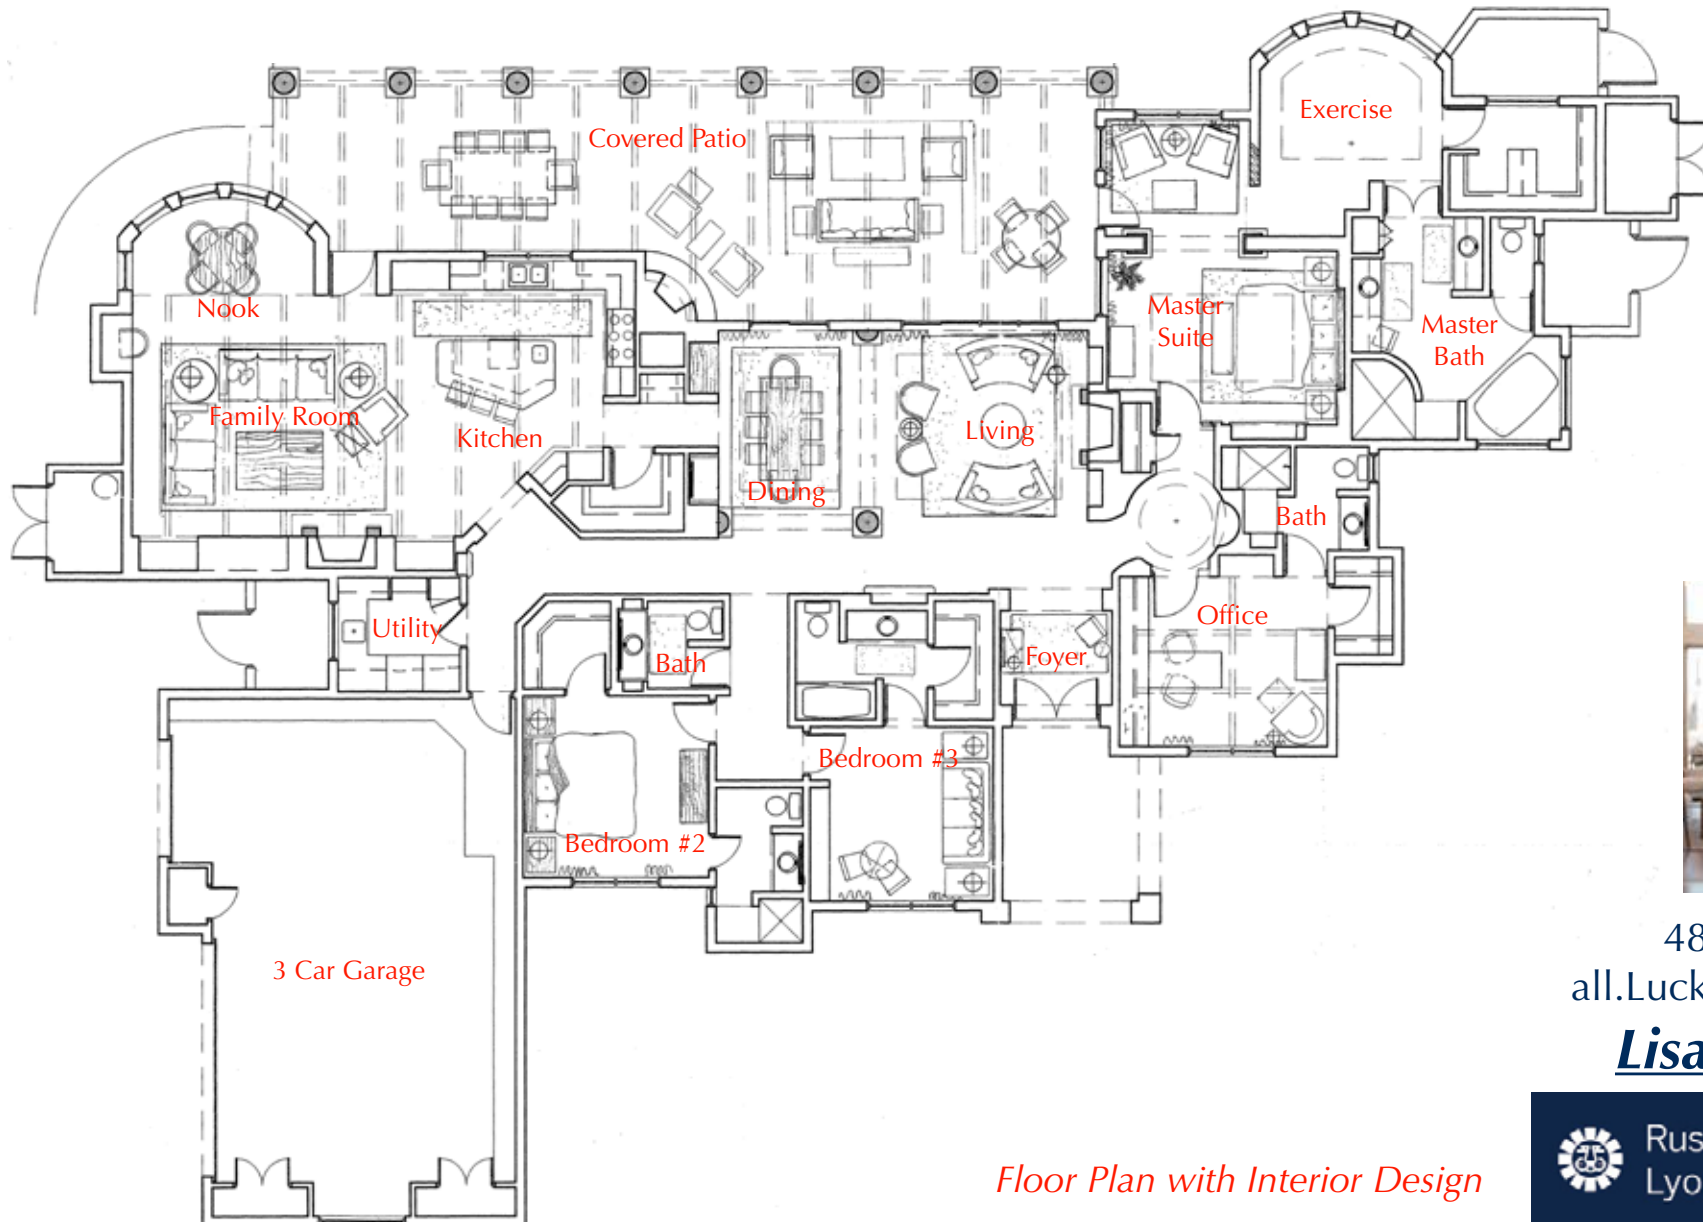 Exercise
Covered Patio
Nook
Master
Suite
Master
Bath
Family Room
Kitchen
Living
Dining
Bath
Office
Utility
Bath
Foyer
Bedroom #3
Bedroom #2
3 Car Garage
48
all.Luck
Lisa
Floor Plan with Interior Design
Rus
Lyo